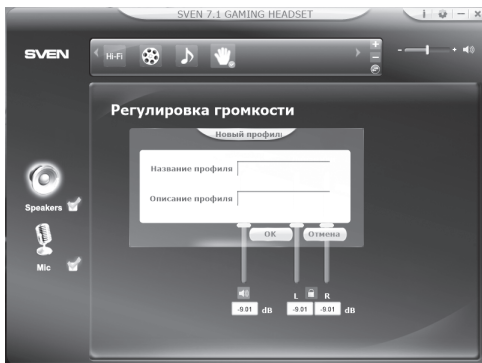 SVEN 7.1 GAMING HEADSET
SVEN
Hi-Fi
Регулировка громкости
Новый профиль
Название профиля
Описание профиля
OK
Отмена
Speakers
Mic
L R
-9.01 dB -9.01 -9.01 dB